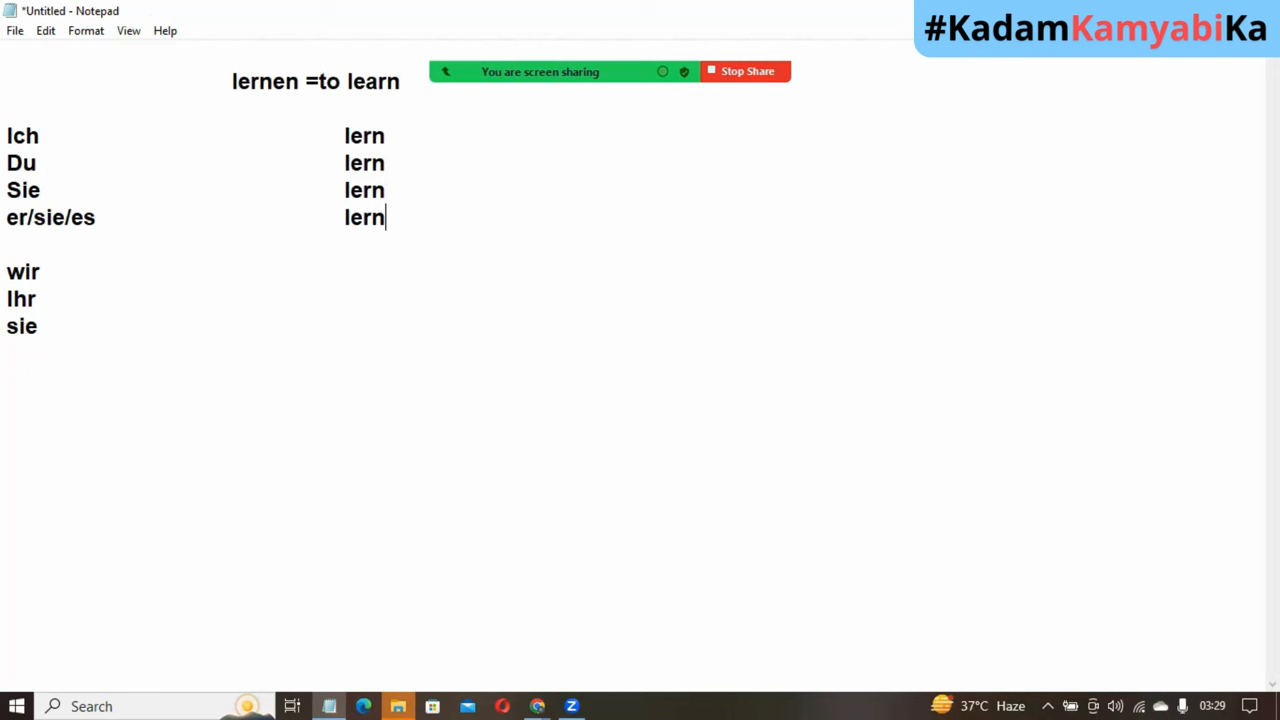 *Untitled - Notepad
#KadamKamyabiKa
File Edit Format View Help
You are screen sharing Stop Share
lernen =to learn
Ich lern
Du lern
Sie lern
er/sie/es lern
wir
Ihr
sie
Search
37°C Haze 03:29